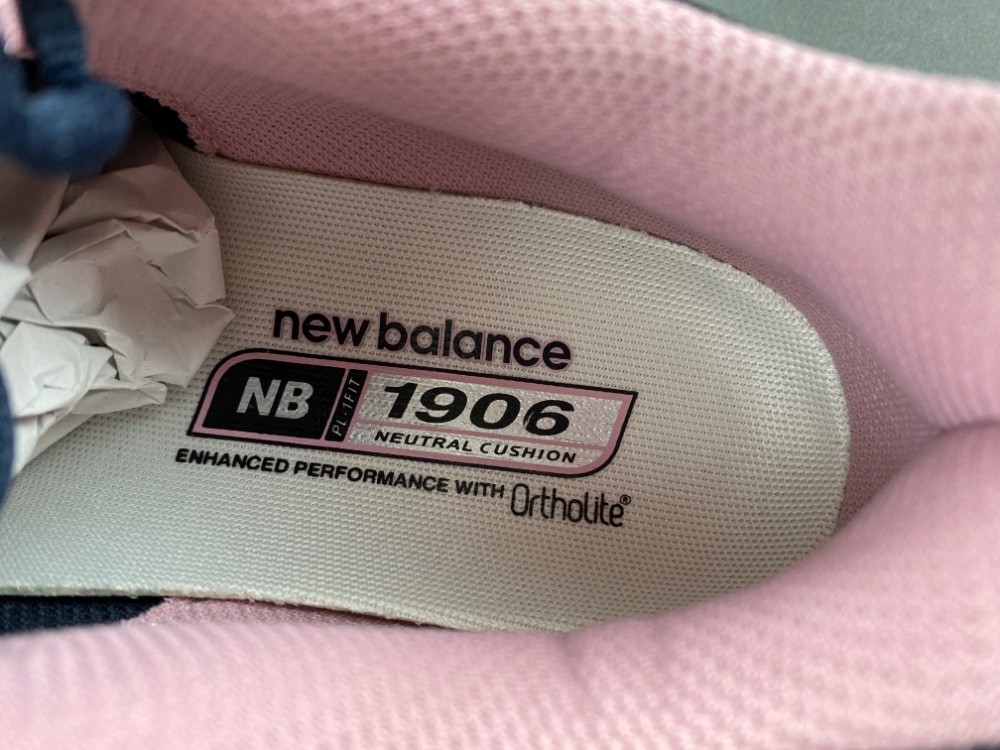 new balance
NB PL-1FIT 1906
NEUTRAL CUSHION
ENHANCED PERFORMANCE WITH Ortholite®